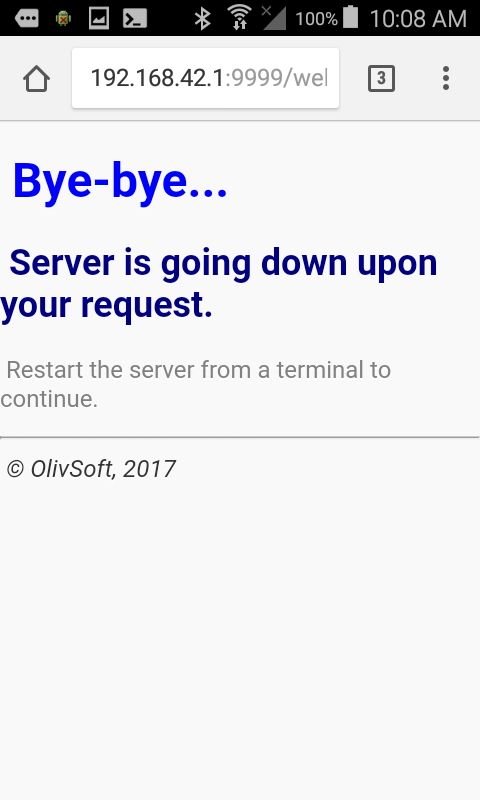 100% 10:08 AM
192.168.42.1:9999/wel
3
Bye-bye...
Server is going down upon
your request.
Restart the server from a terminal to
continue.
© OlivSoft, 2017